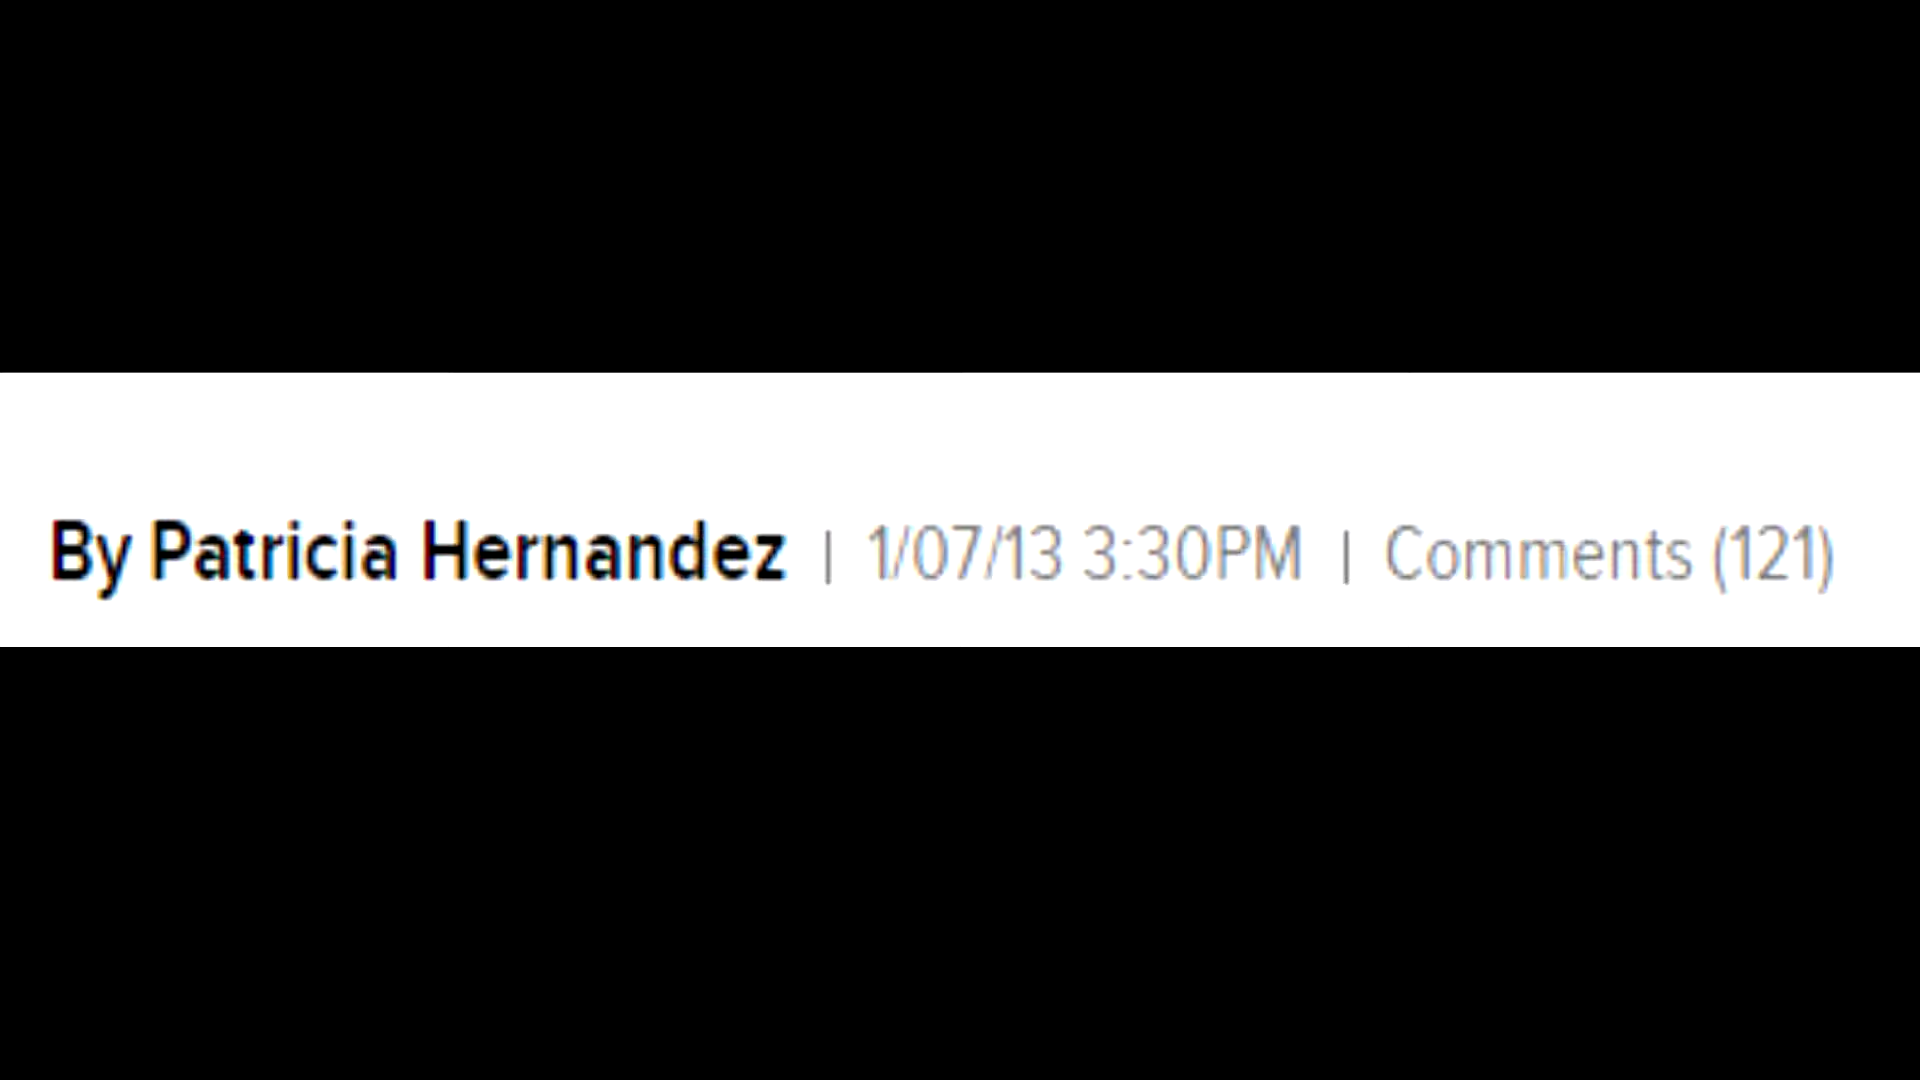 By Patricia Hernandez | 1/07/13 3:30PM | Comments (121)